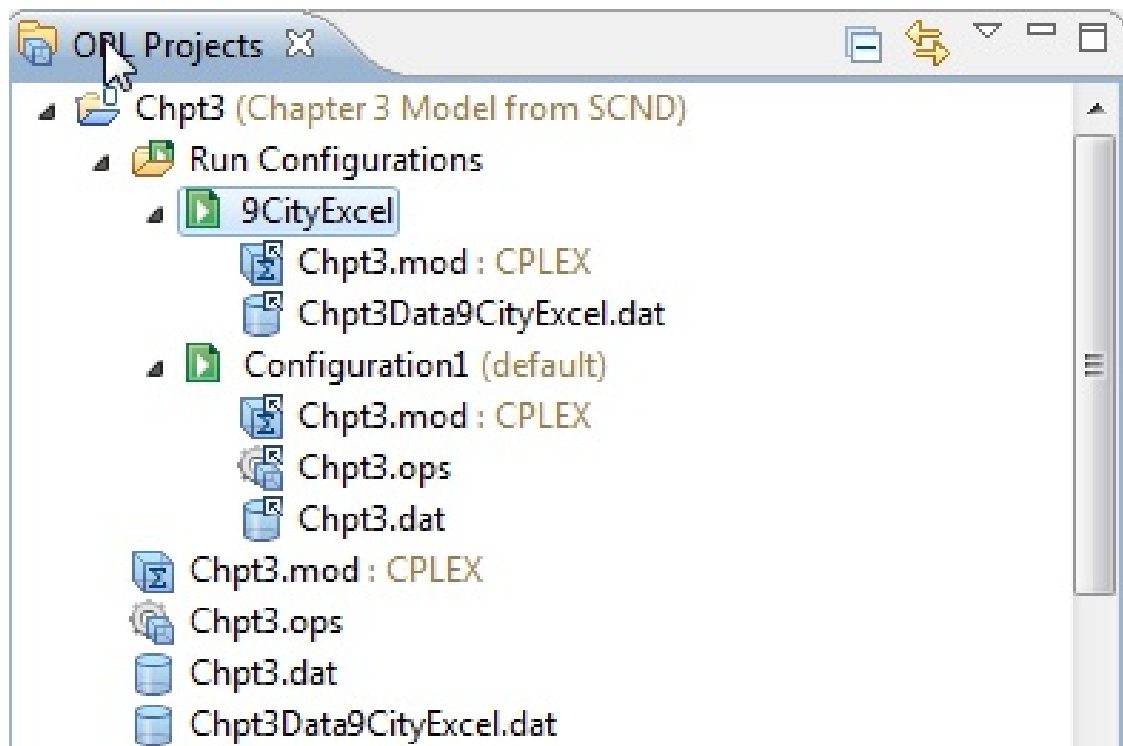 OPL Projects
Chpt3 (Chapter 3 Model from SCND)
Run Configurations
9CityExcel
Chpt3.mod : CPLEX
Chpt3Data9CityExcel.dat
Configuration1 (default)
Chpt3.mod : CPLEX
Chpt3.ops
Chpt3.dat
Chpt3.mod : CPLEX
Chpt3.ops
Chpt3.dat
Chpt3Data9CityExcel.dat